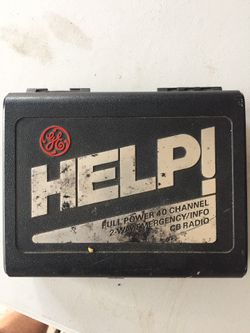 GE
HELP!
FULL POWER 40 CHANNEL
2-WAY EMERGENCY/INFO
CB RADIO